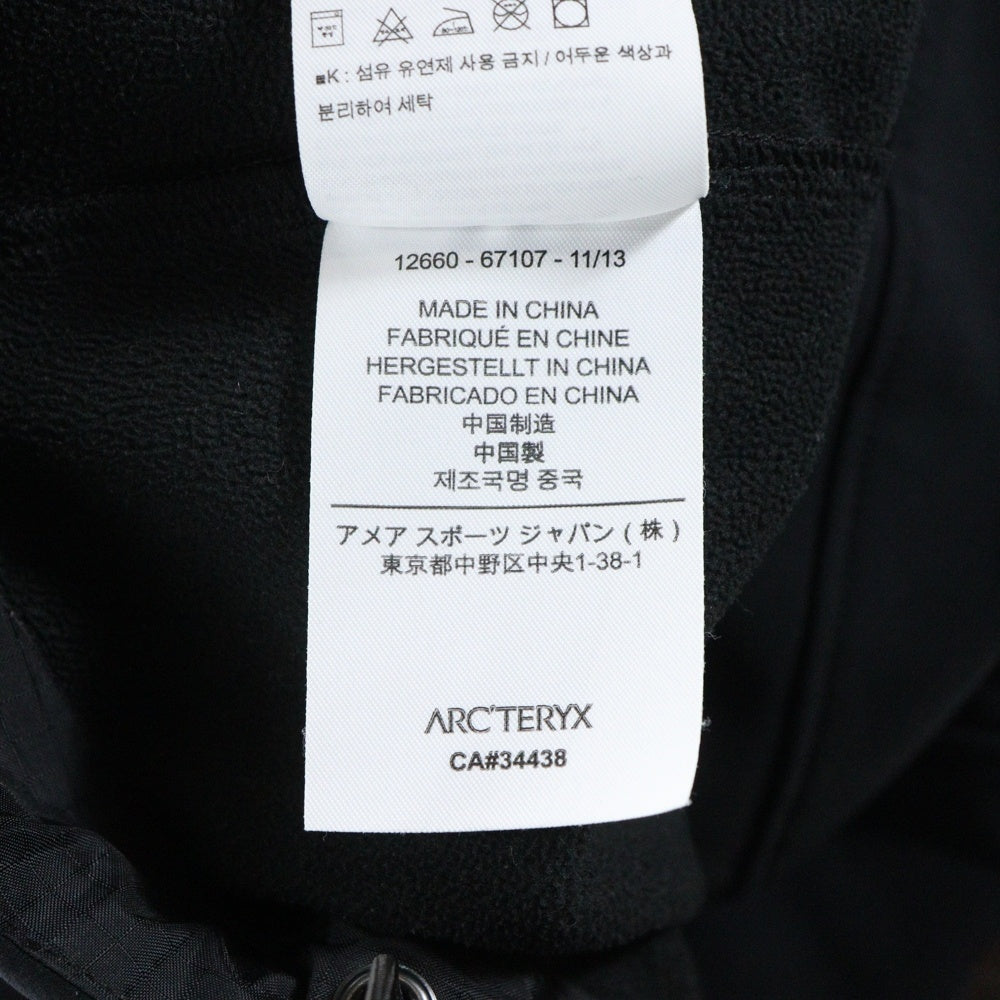 ■K : 섬유 유연제 사용 금지 / 어두운 색상과
분리하여 세탁
12660 - 67107 - 11/13
MADE IN CHINA
FABRIQUÉ EN CHINE
HERGESTELLT IN CHINA
FABRICADO EN CHINA
中国制造
中国製
제조국명 중국
アメア スポーツ ジャパン ( 株 )
東京都中野区中央1-38-1
ARC'TERYX
CA#34438